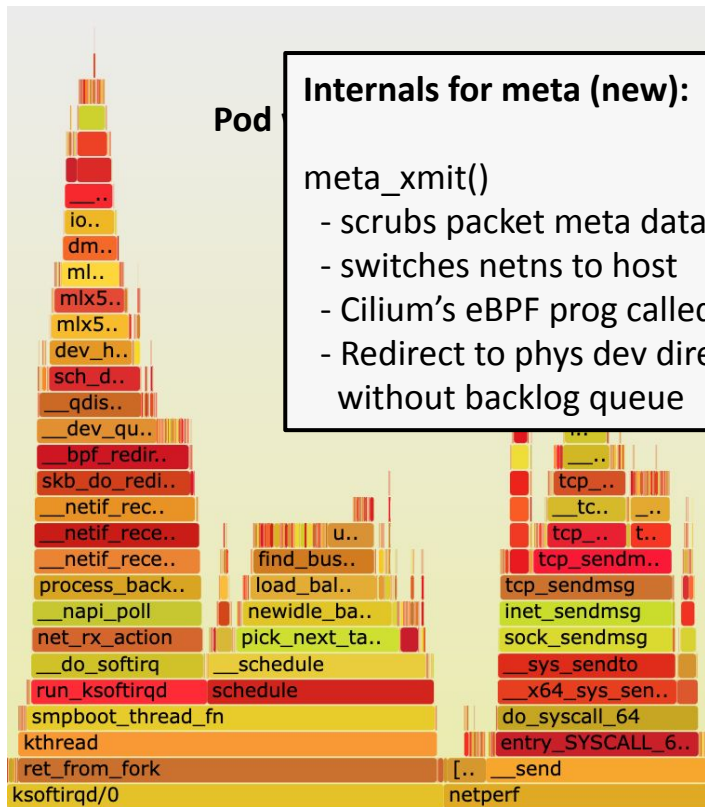 Pod
Internals for meta (new):
meta_xmit()
- scrubs packet meta data
- switches netns to host
- Cilium's eBPF prog called
- Redirect to phys dev dire
without backlog queue
__..
io..
dm..
ml..
mlx5..
mlx5..
dev_h..
sch_d..
__qdis..
__dev_qu..
__bpf_redir..
skb_do_redi..
__netif_rec..
__netif_rece..
__netif_rece..
process_back..
__napi_poll
net_rx_action
__do_softirq
run_ksoftirqd
smpboot_thread_fn
kthread
ret_from_fork
ksoftirqd/0
u..
find_bus..
load_bal..
newidle_ba..
pick_next_ta..
__schedule
schedule
__..
tcp_..
__tc.. _..
tcp_.. t..
tcp_sendm..
tcp_sendmsg
inet_sendmsg
sock_sendmsg
__sys_sendto
__x64_sys_sen..
do_syscall_64
entry_SYSCALL_6..
[.. __send
netperf